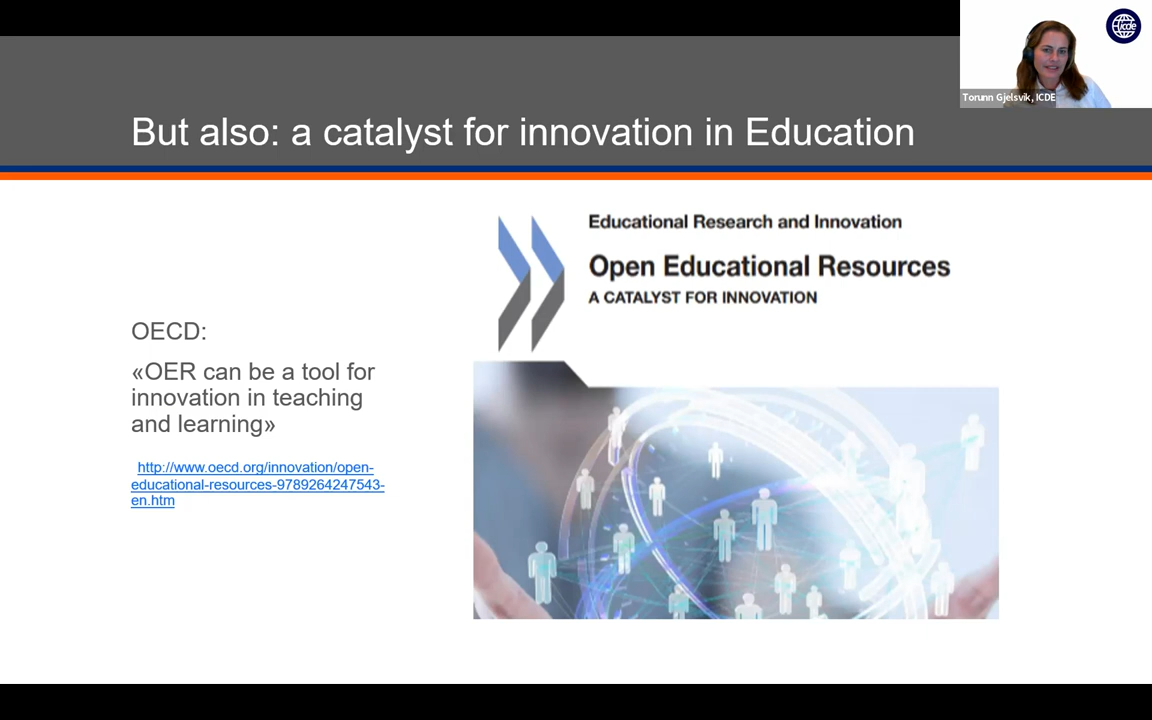 icde
Torunn Gjelsvik, ICDE
But also: a catalyst for innovation in Education
Educational Research and Innovation
Open Educational Resources
A CATALYST FOR INNOVATION
OECD:
«OER can be a tool for
innovation in teaching
and learning»
http://www.oecd.org/innovation/open-
educational-resources-9789264247543-
en.htm